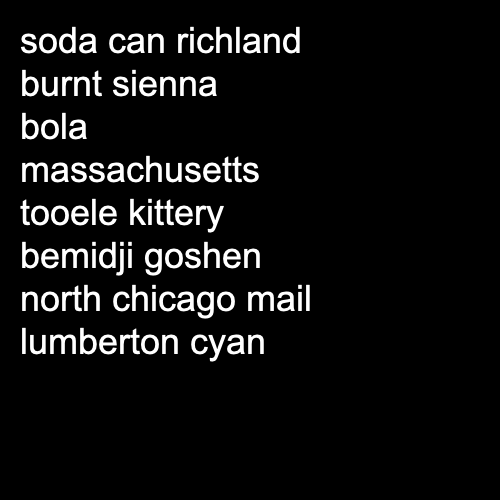 soda can richland
burnt sienna
bola
massachusetts
tooele kittery
bemidji goshen
north chicago mail
lumberton cyan